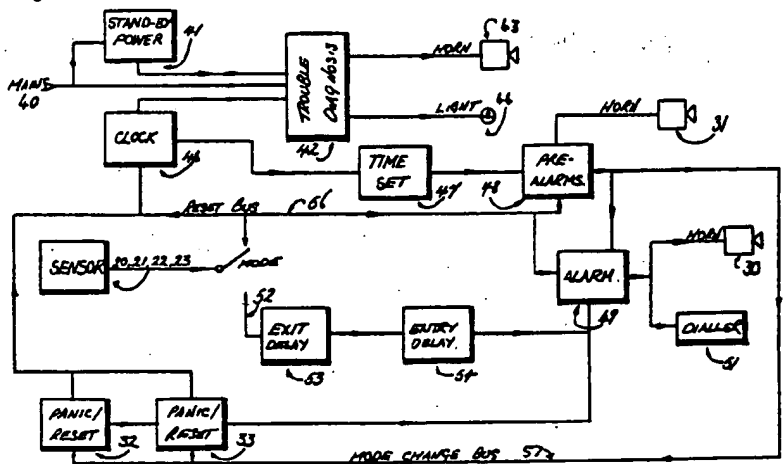 STAND-BY
POWER
41
63
HORN
MAINS
40
TROUBLE
DIAGNOSIS
LIGHT
66
HORN
31
CLOCK
46
42
TIME
SET
47
PRE-
ALARMS.
48
RESET BUS
56
SENSOR
20, 21, 22, 23
MODE
ALARM.
HORN
30
52
EXIT
DELAY
ENTRY
DELAY.
49
DIALLER
53
54
51
PANIC/
RESET
PANIC/
RESET
32
33
MODE CHANGE BUS
57